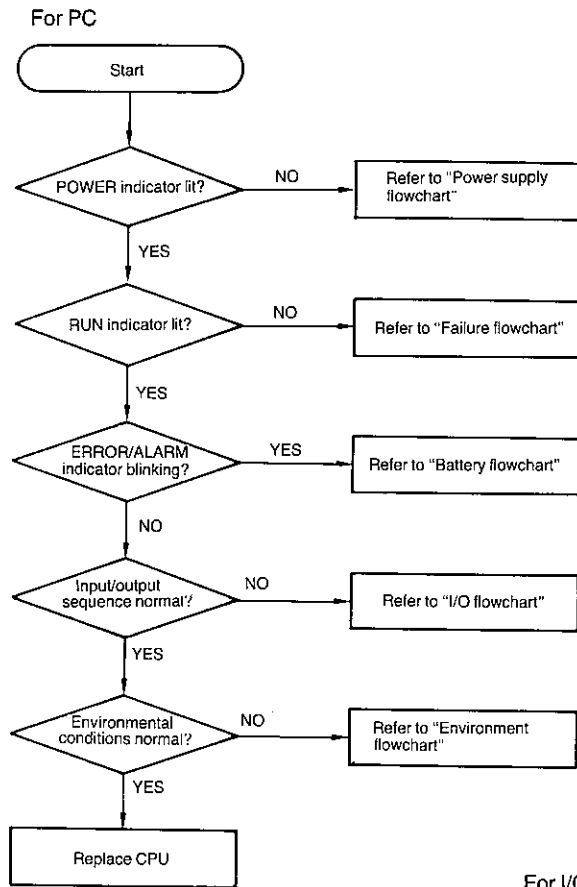 For PC
Start
POWER indicator lit?
NO
Refer to "Power supply
flowchart"
YES
RUN indicator lit?
NO
Refer to "Failure flowchart"
YES
ERROR/ALARM
indicator blinking?
YES
Refer to "Battery flowchart"
NO
Input/output
sequence normal?
NO
Refer to "I/O flowchart"
YES
Environmental
conditions normal?
NO
Refer to "Environment
flowchart"
YES
Replace CPU
For I/